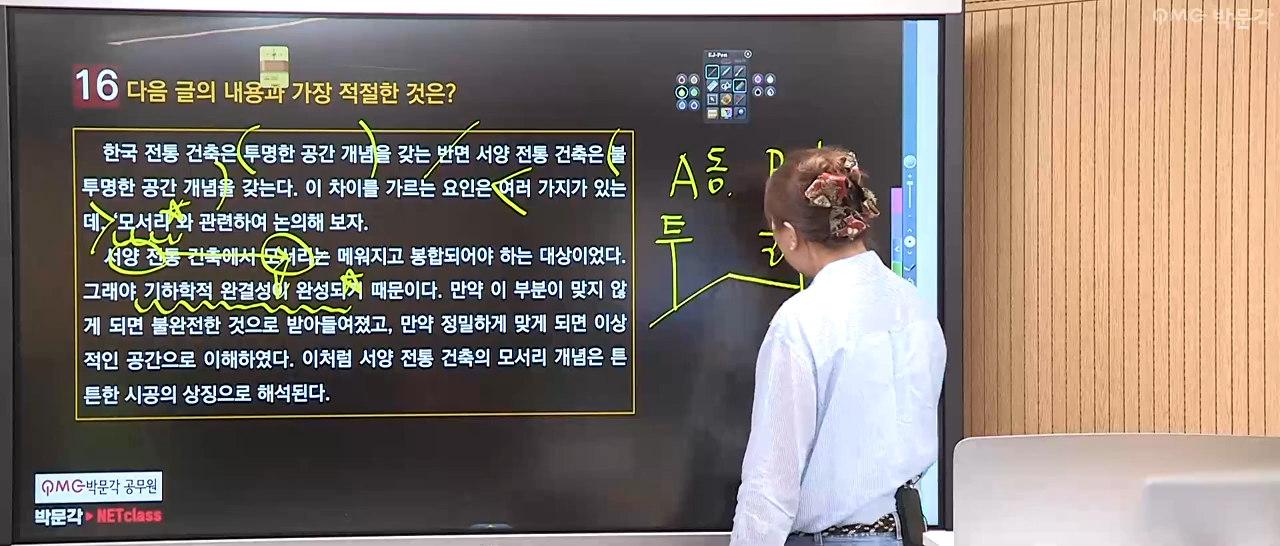 16 다음 글의 내용과 가장 적절한 것은?
한국 전통 건축은 투명한 공간 개념을 갖는 반면 서양 전통 건축은 불
투명한 공간 개념을 갖는다. 이 차이를 가르는 요인은 여러 가지가 있는
데, '모서리'와 관련하여 논의해 보자.
서양 전통 건축에서 모서리는 메워지고 봉합되어야 하는 대상이었다.
그래야 기하학적 완결성이 완성되기 때문이다. 만약 이 부분이 맞지 않
게 되면 불완전한 것으로 받아들여졌고, 만약 정밀하게 맞게 되면 이상
적인 공간으로 이해하였다. 이처럼 서양 전통 건축의 모서리 개념은 튼
튼한 시공의 상징으로 해석된다.
A 동
투
EJ-Pen
PMG 박문각 공무원
박문각 NETclass
PMG 박문각